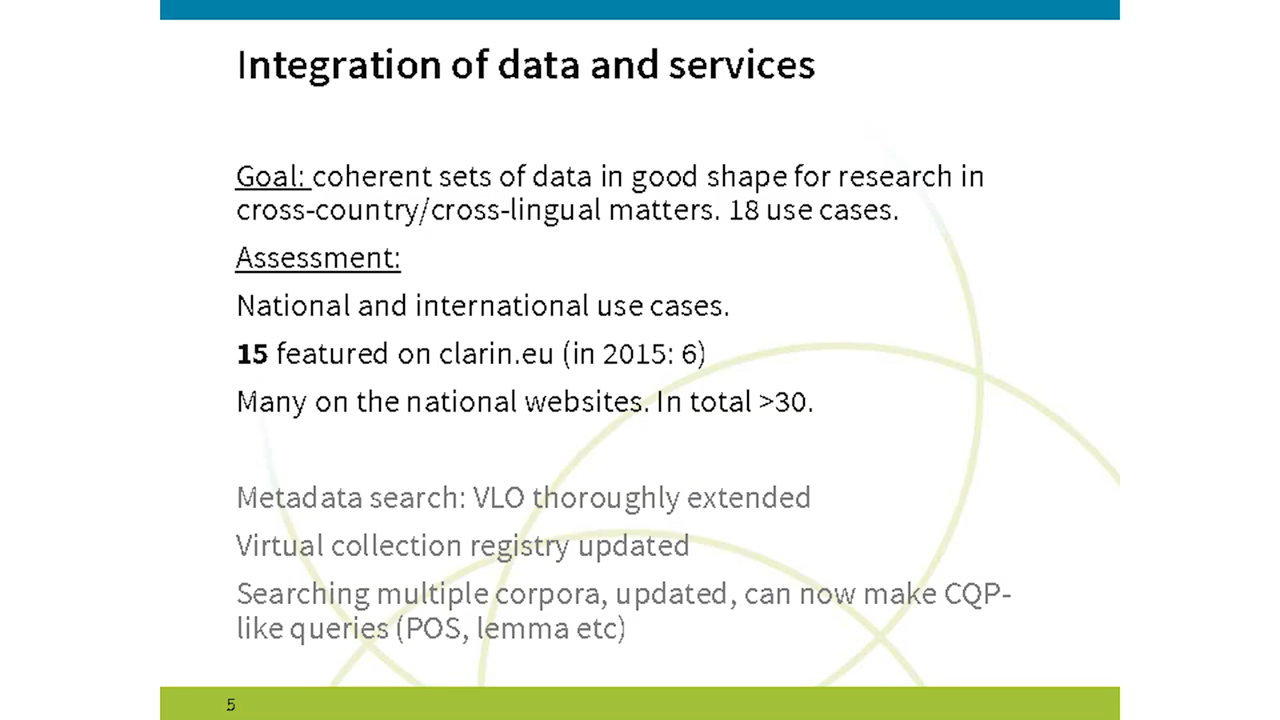 Integration of data and services
Goal: coherent sets of data in good shape for research in
cross-country/cross-lingual matters. 18 use cases.
Assessment:
National and international use cases.
15 featured on clarin.eu (in 2015: 6)
Many on the national websites. In total >30.
Metadata search: VLO thoroughly extended
Virtual collection registry updated
Searching multiple corpora, updated, can now make CQP-
like queries (POS, lemma etc)
5